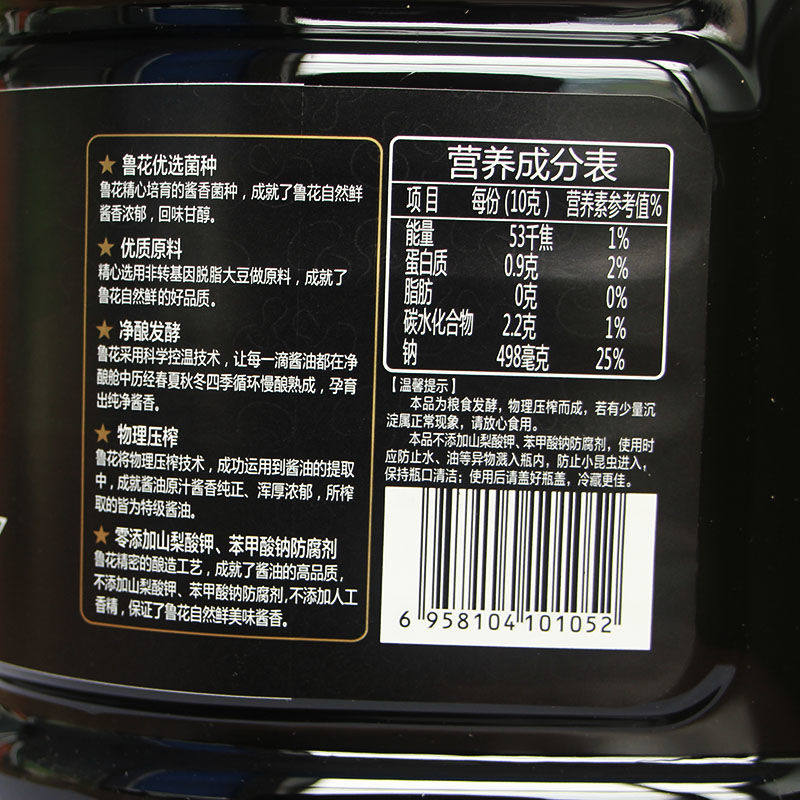 ★ 鲁花优选菌种
鲁花精心培育的酱香菌种，成就了鲁花自然鲜
酱香浓郁，回味甘醇。
★ 优质原料
精心选用非转基因脱脂大豆做原料，成就了
鲁花自然鲜的好品质。
★ 净酿发酵
鲁花采用科学控温技术，让每一滴酱油都在净
酿舱中历经春夏秋冬四季循环慢酿熟成，孕育
出纯净酱香。
★ 物理压榨
鲁花将物理压榨技术，成功运用到酱油的提取
中，成就酱油原汁酱香纯正、浑厚浓郁，所榨
取的皆为特级酱油。
★ 零添加山梨酸钾、苯甲酸钠防腐剂
鲁花精密的酿造工艺，成就了酱油的高品质，
不添加山梨酸钾、苯甲酸钠防腐剂，不添加人工
香精，保证了鲁花自然鲜美味酱香。
营养成分表
项目 每份(10克) 营养素参考值%
能量 53千焦 1%
蛋白质 0.9克 2%
脂肪 0克 0%
碳水化合物 2.2克 1%
钠 498毫克 25%
【温馨提示】
本品为粮食发酵，物理压榨而成，若有少量沉
淀属正常现象，请放心食用。
本品不添加山梨酸钾、苯甲酸钠防腐剂，使用时
应防止水、油等异物溅入瓶内，防止小昆虫进入，
保持瓶口清洁；使用后请盖好瓶盖，冷藏更佳。
6 958104 101052